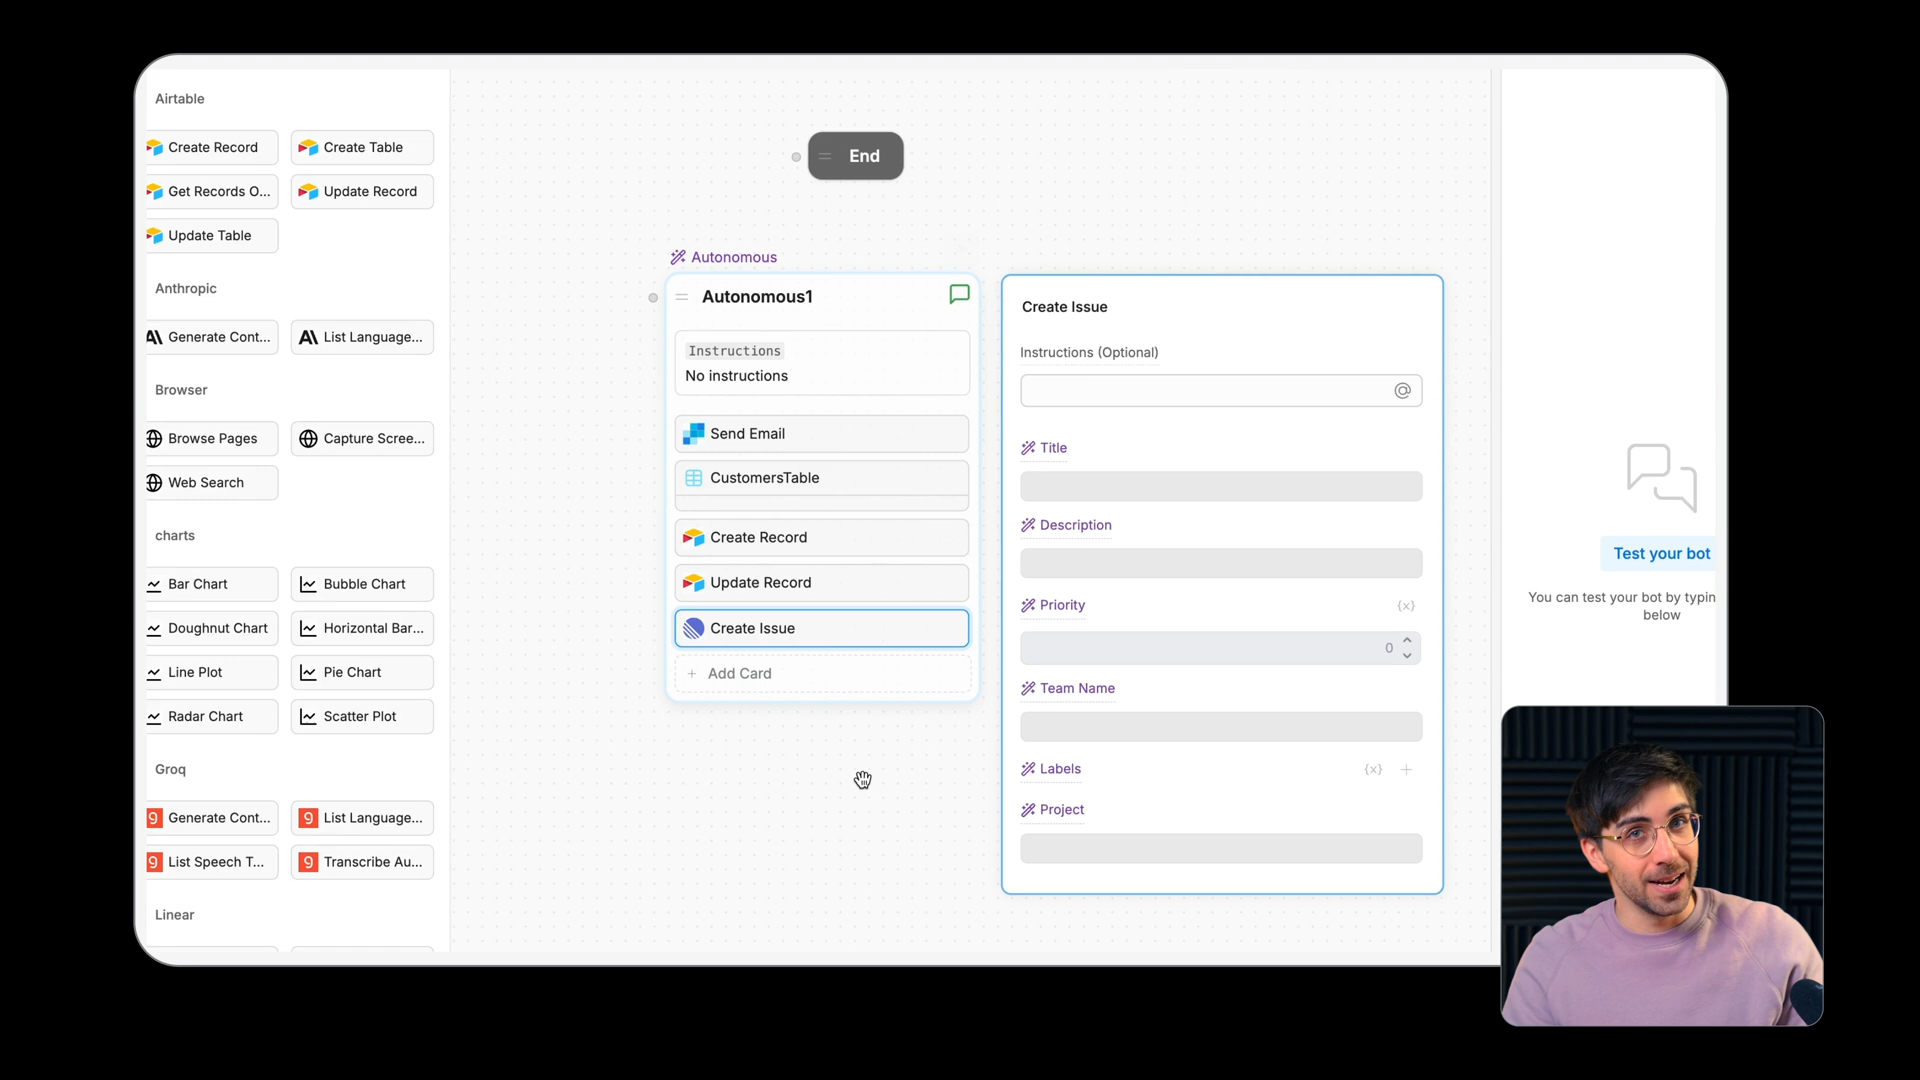 Airtable
Create Record
Create Table
Get Records O...
Update Record
Update Table
Anthropic
Generate Cont...
List Language...
Browser
Browse Pages
Capture Scree...
Web Search
charts
Bar Chart
Bubble Chart
Doughnut Chart
Horizontal Bar...
Line Plot
Pie Chart
Radar Chart
Scatter Plot
Groq
Generate Cont...
List Language...
List Speech T...
Transcribe Au...
Linear
End
Autonomous
Autonomous1
Instructions
No instructions
Send Email
CustomersTable
Create Record
Update Record
Create Issue
+ Add Card
Create Issue
Instructions (Optional)
@
Title
Description
Priority
{x}
0
Team Name
Labels
{x} +
Project
Test your bot
You can test your bot by typin
below